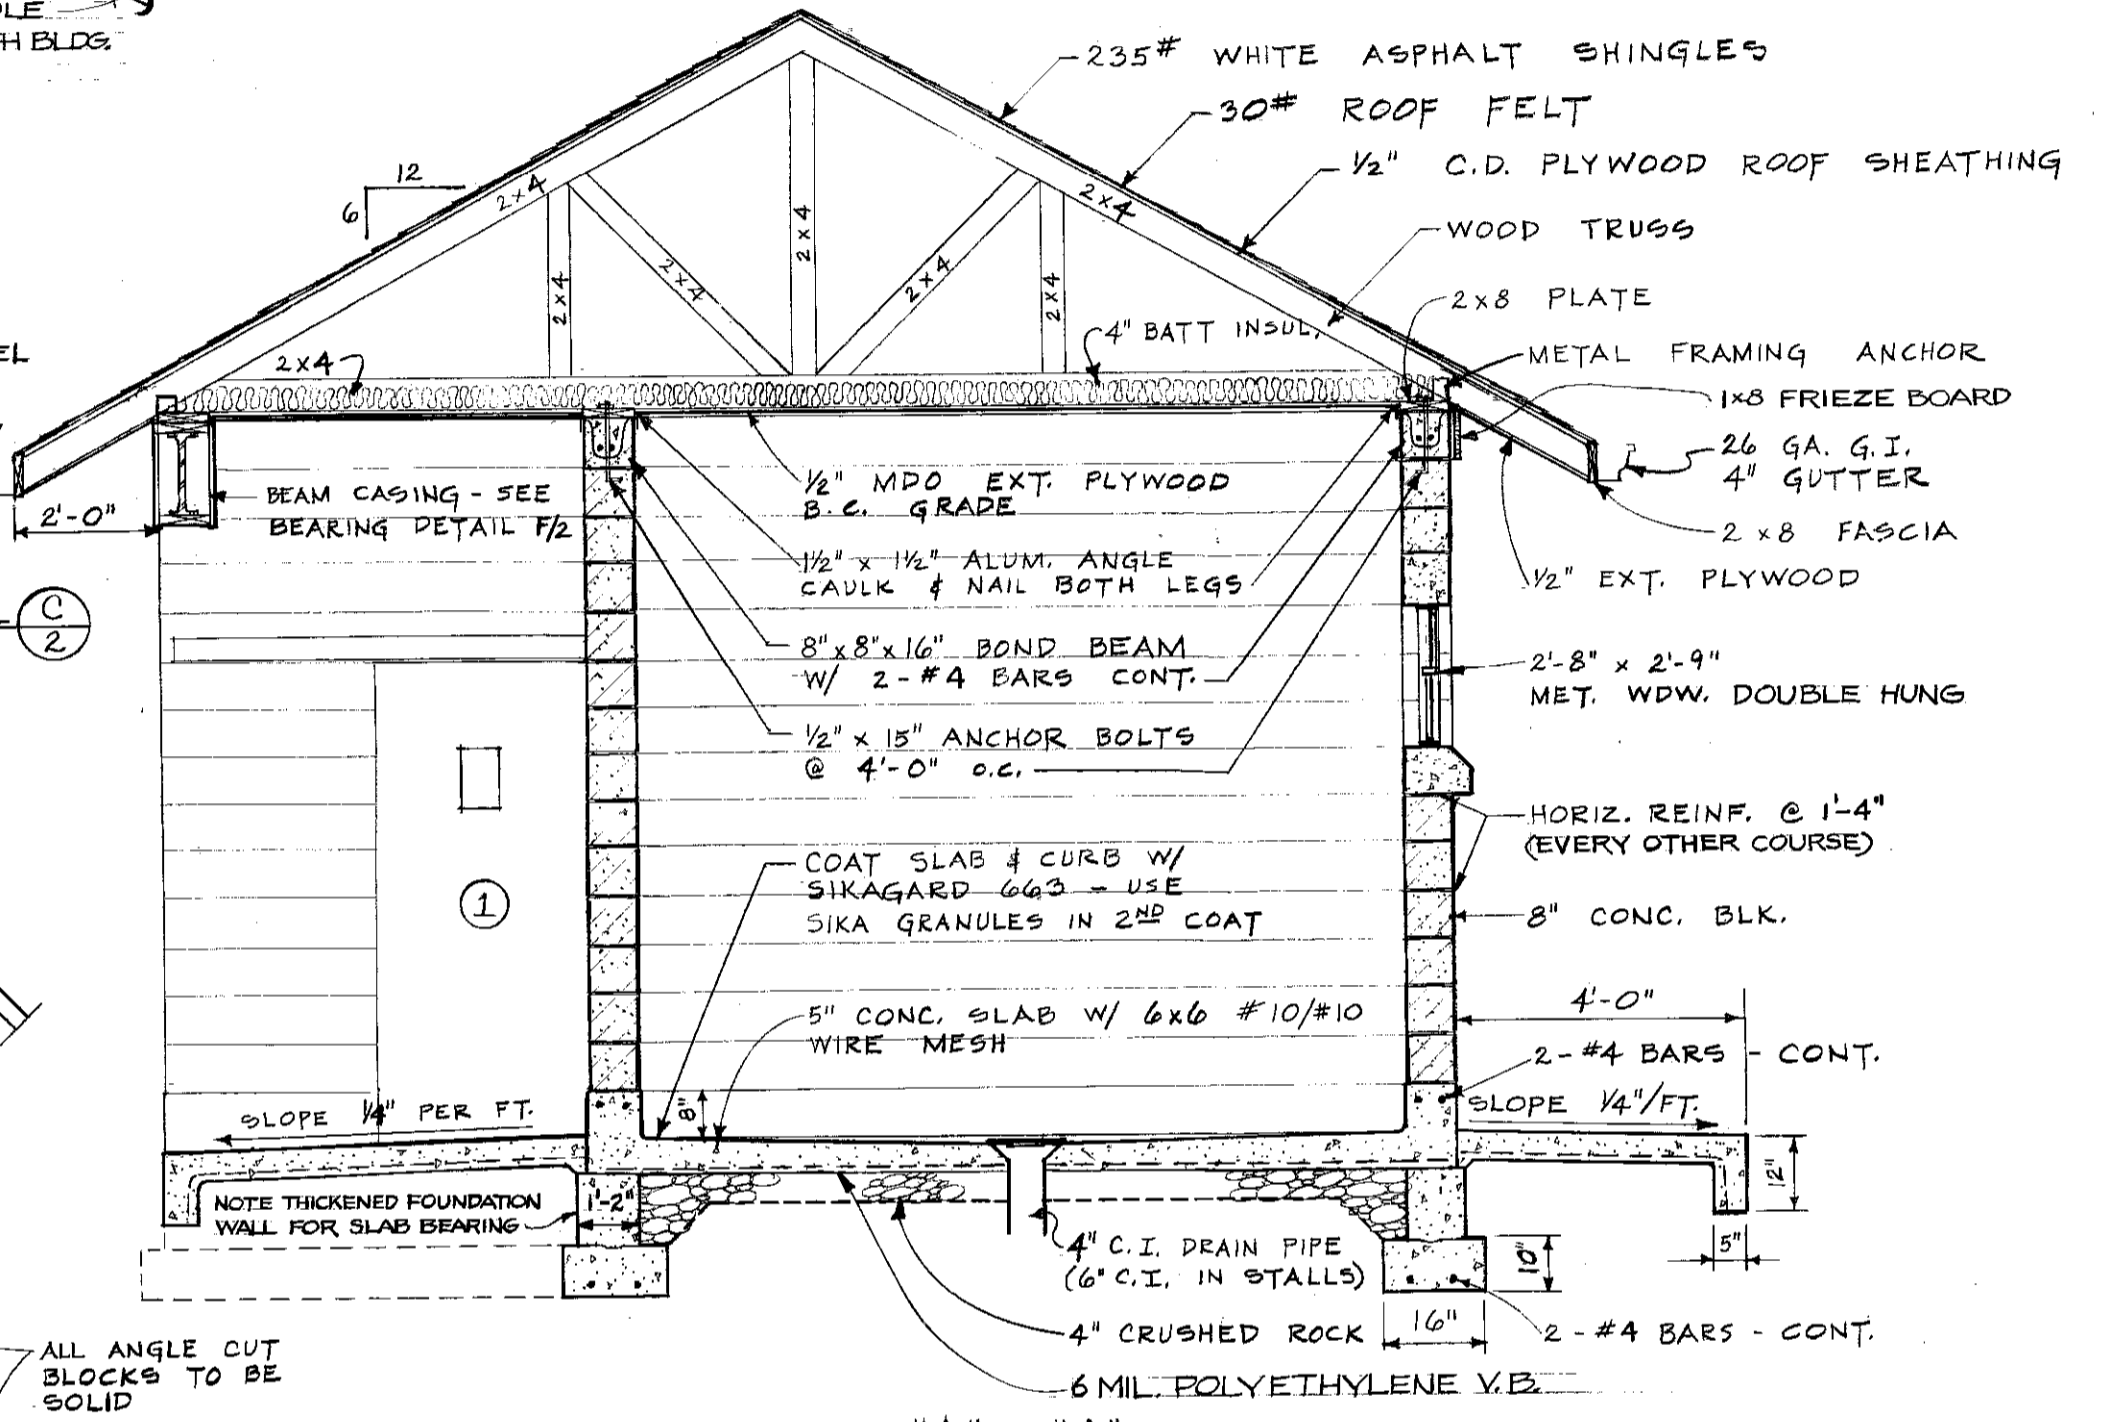 H BLDG.
235# WHITE ASPHALT SHINGLES
30# ROOF FELT
1/2" C.D. PLYWOOD ROOF SHEATHING
WOOD TRUSS
2x8 PLATE
METAL FRAMING ANCHOR
1x8 FRIEZE BOARD
26 GA. G.I.
4" GUTTER
2 x8 FASCIA
1/2" EXT. PLYWOOD
12
6
2x4
2x4
2x4
2x4
2x4
2x4
2x4
2x4
4" BATT INSUL.
2'-0"
BEAM CASING - SEE
BEARING DETAIL F/2
1/2" MDO EXT. PLYWOOD
B.C. GRADE
1 1/2" x 1 1/2" ALUM. ANGLE
CAULK & NAIL BOTH LEGS
C
2
8"x8"x16" BOND BEAM
W/ 2-#4 BARS CONT.
1/2" x 15" ANCHOR BOLTS
@ 4'-0" O.C.
2'-8" x 2'-9"
MET. WDW. DOUBLE HUNG
HORIZ. REINF. @ 1'-4"
(EVERY OTHER COURSE)
8" CONC. BLK.
1
COAT SLAB & CURB W/
SIKAGARD 663 - USE
SIKA GRANULES IN 2ND COAT
5" CONC. SLAB W/ 6x6 #10/#10
WIRE MESH
4'-0"
2-#4 BARS - CONT.
SLOPE 1/4" PER FT.
8"
SLOPE 1/4"/FT.
12"
5"
NOTE THICKENED FOUNDATION
WALL FOR SLAB BEARING
1'-2"
4" C.I. DRAIN PIPE
(6" C.I. IN STALLS)
10"
16"
4" CRUSHED ROCK
2-#4 BARS - CONT.
6 MIL. POLYETHYLENE V.B.
ALL ANGLE CUT
BLOCKS TO BE
SOLID